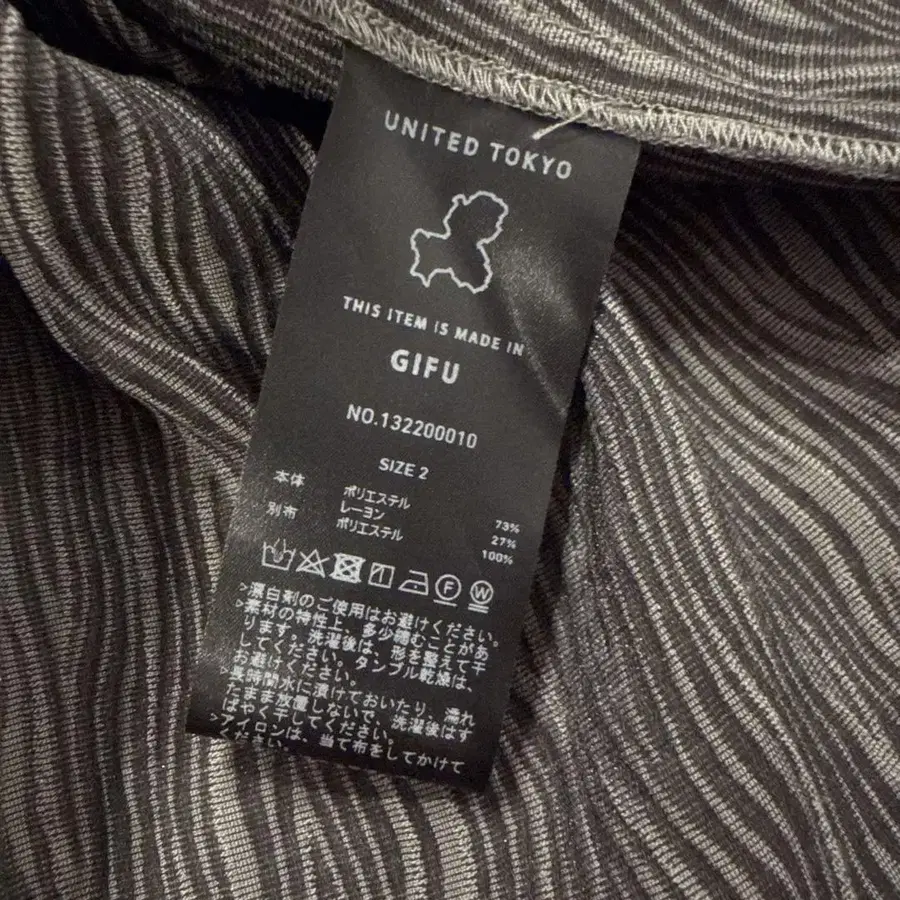 UNITED TOKYO
THIS ITEM IS MADE IN
GIFU
NO.132200010
SIZE 2
本体 ポリエステル 73%
レーヨン 27%
別布 ポリエステル 100%
F W
>漂白剤のご使用はお避けください。
>素材の特性上、多少縮むことがあ
ります。洗濯後は、形を整えて干
してください。タンブル乾燥は、
お避けください。
>長時間水に漬けておいたり、濡れ
たまま放置しないで、洗濯後はす
ばやく干してください。
>アイロンは、当て布をしてかけて
ください。